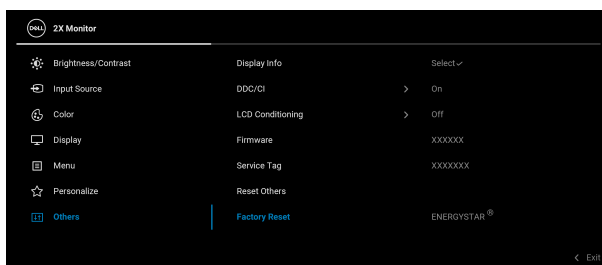 DELL 2X Monitor
Brightness/Contrast Display Info Select
Input Source DDC/CI > On
Color LCD Conditioning > Off
Display Firmware XXXXXX
Menu Service Tag XXXXXXX
Personalize Reset Others
Others Factory Reset ENERGYSTAR ®
< Exit